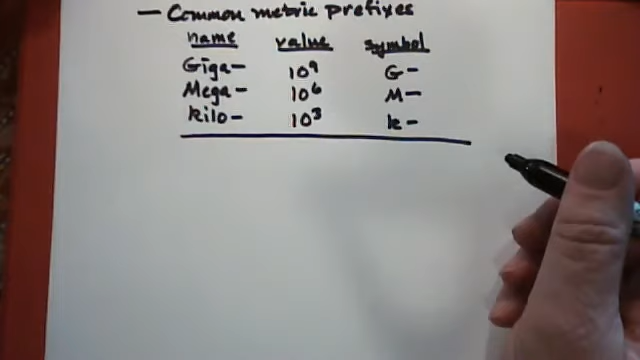 — Common metric prefixes
name value symbol
Giga— 10⁹ G—
Mega— 10⁶ M—
kilo— 10³ k—